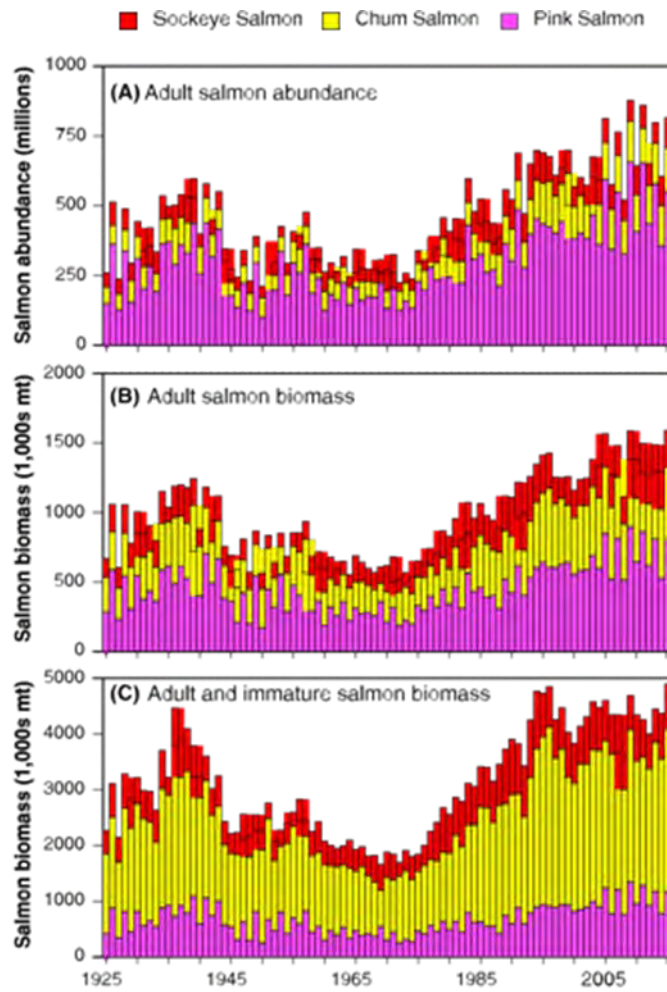 Sockeye Salmon Chum Salmon Pink Salmon
(A) Adult salmon abundance
Salmon abundance (millions)
1000
750
500
250
0
(B) Adult salmon biomass
Salmon biomass (1,000s mt)
2000
1500
1000
500
0
(C) Adult and immature salmon biomass
Salmon biomass (1,000s mt)
5000
4000
3000
2000
1000
0
1925 1945 1965 1985 2005